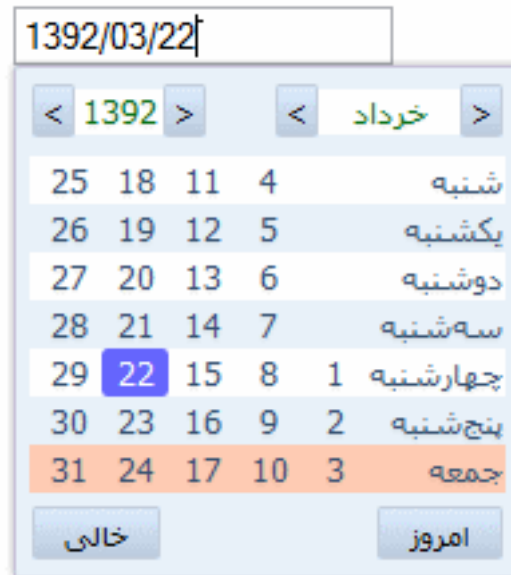 1392/03/22
< خرداد > < 1392 >
شنبه 4 11 18 25
یکشنبه 5 12 19 26
دوشنبه 6 13 20 27
سه‌شنبه 7 14 21 28
چهارشنبه 1 8 15 22 29
پنج‌شنبه 2 9 16 23 30
جمعه 3 10 17 24 31
امروز خالی